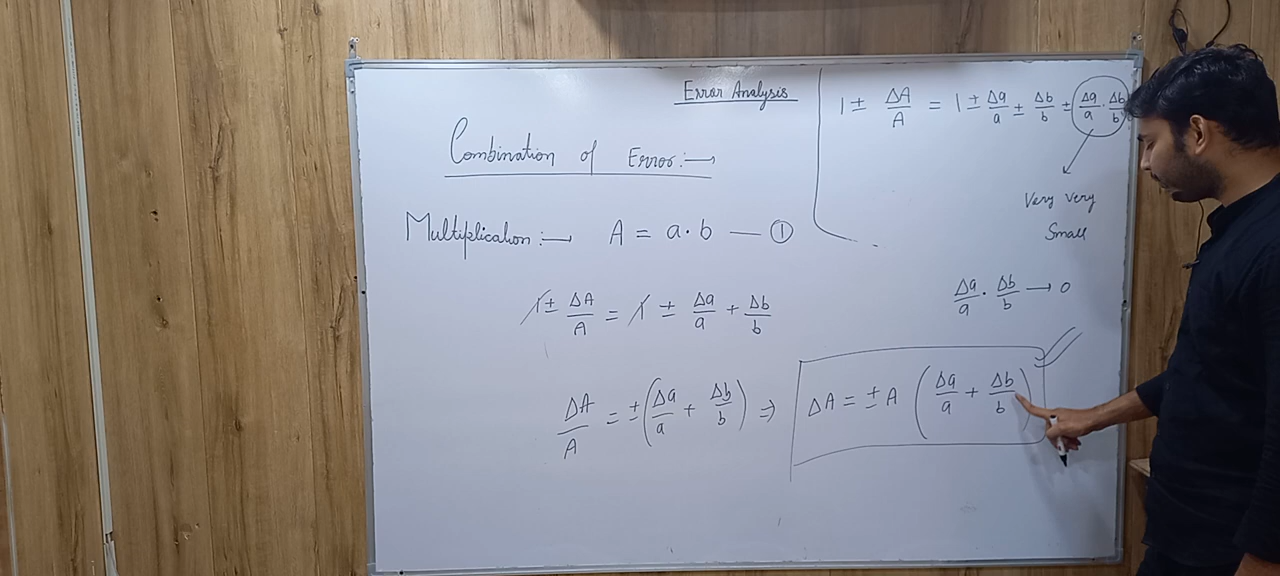 Error Analysis
1 ± ΔA/A = 1 ± Δa/a ± Δb/b ± Δa/a · Δb/b
Combination of Error :→
Very Very
Small
Multiplication :→ A = a · b — ①
Δa/a · Δb/b → 0
1 ± ΔA/A = 1 ± Δa/a + Δb/b
ΔA/A = ± (Δa/a + Δb/b) ⇒ ΔA = ± A (Δa/a + Δb/b)